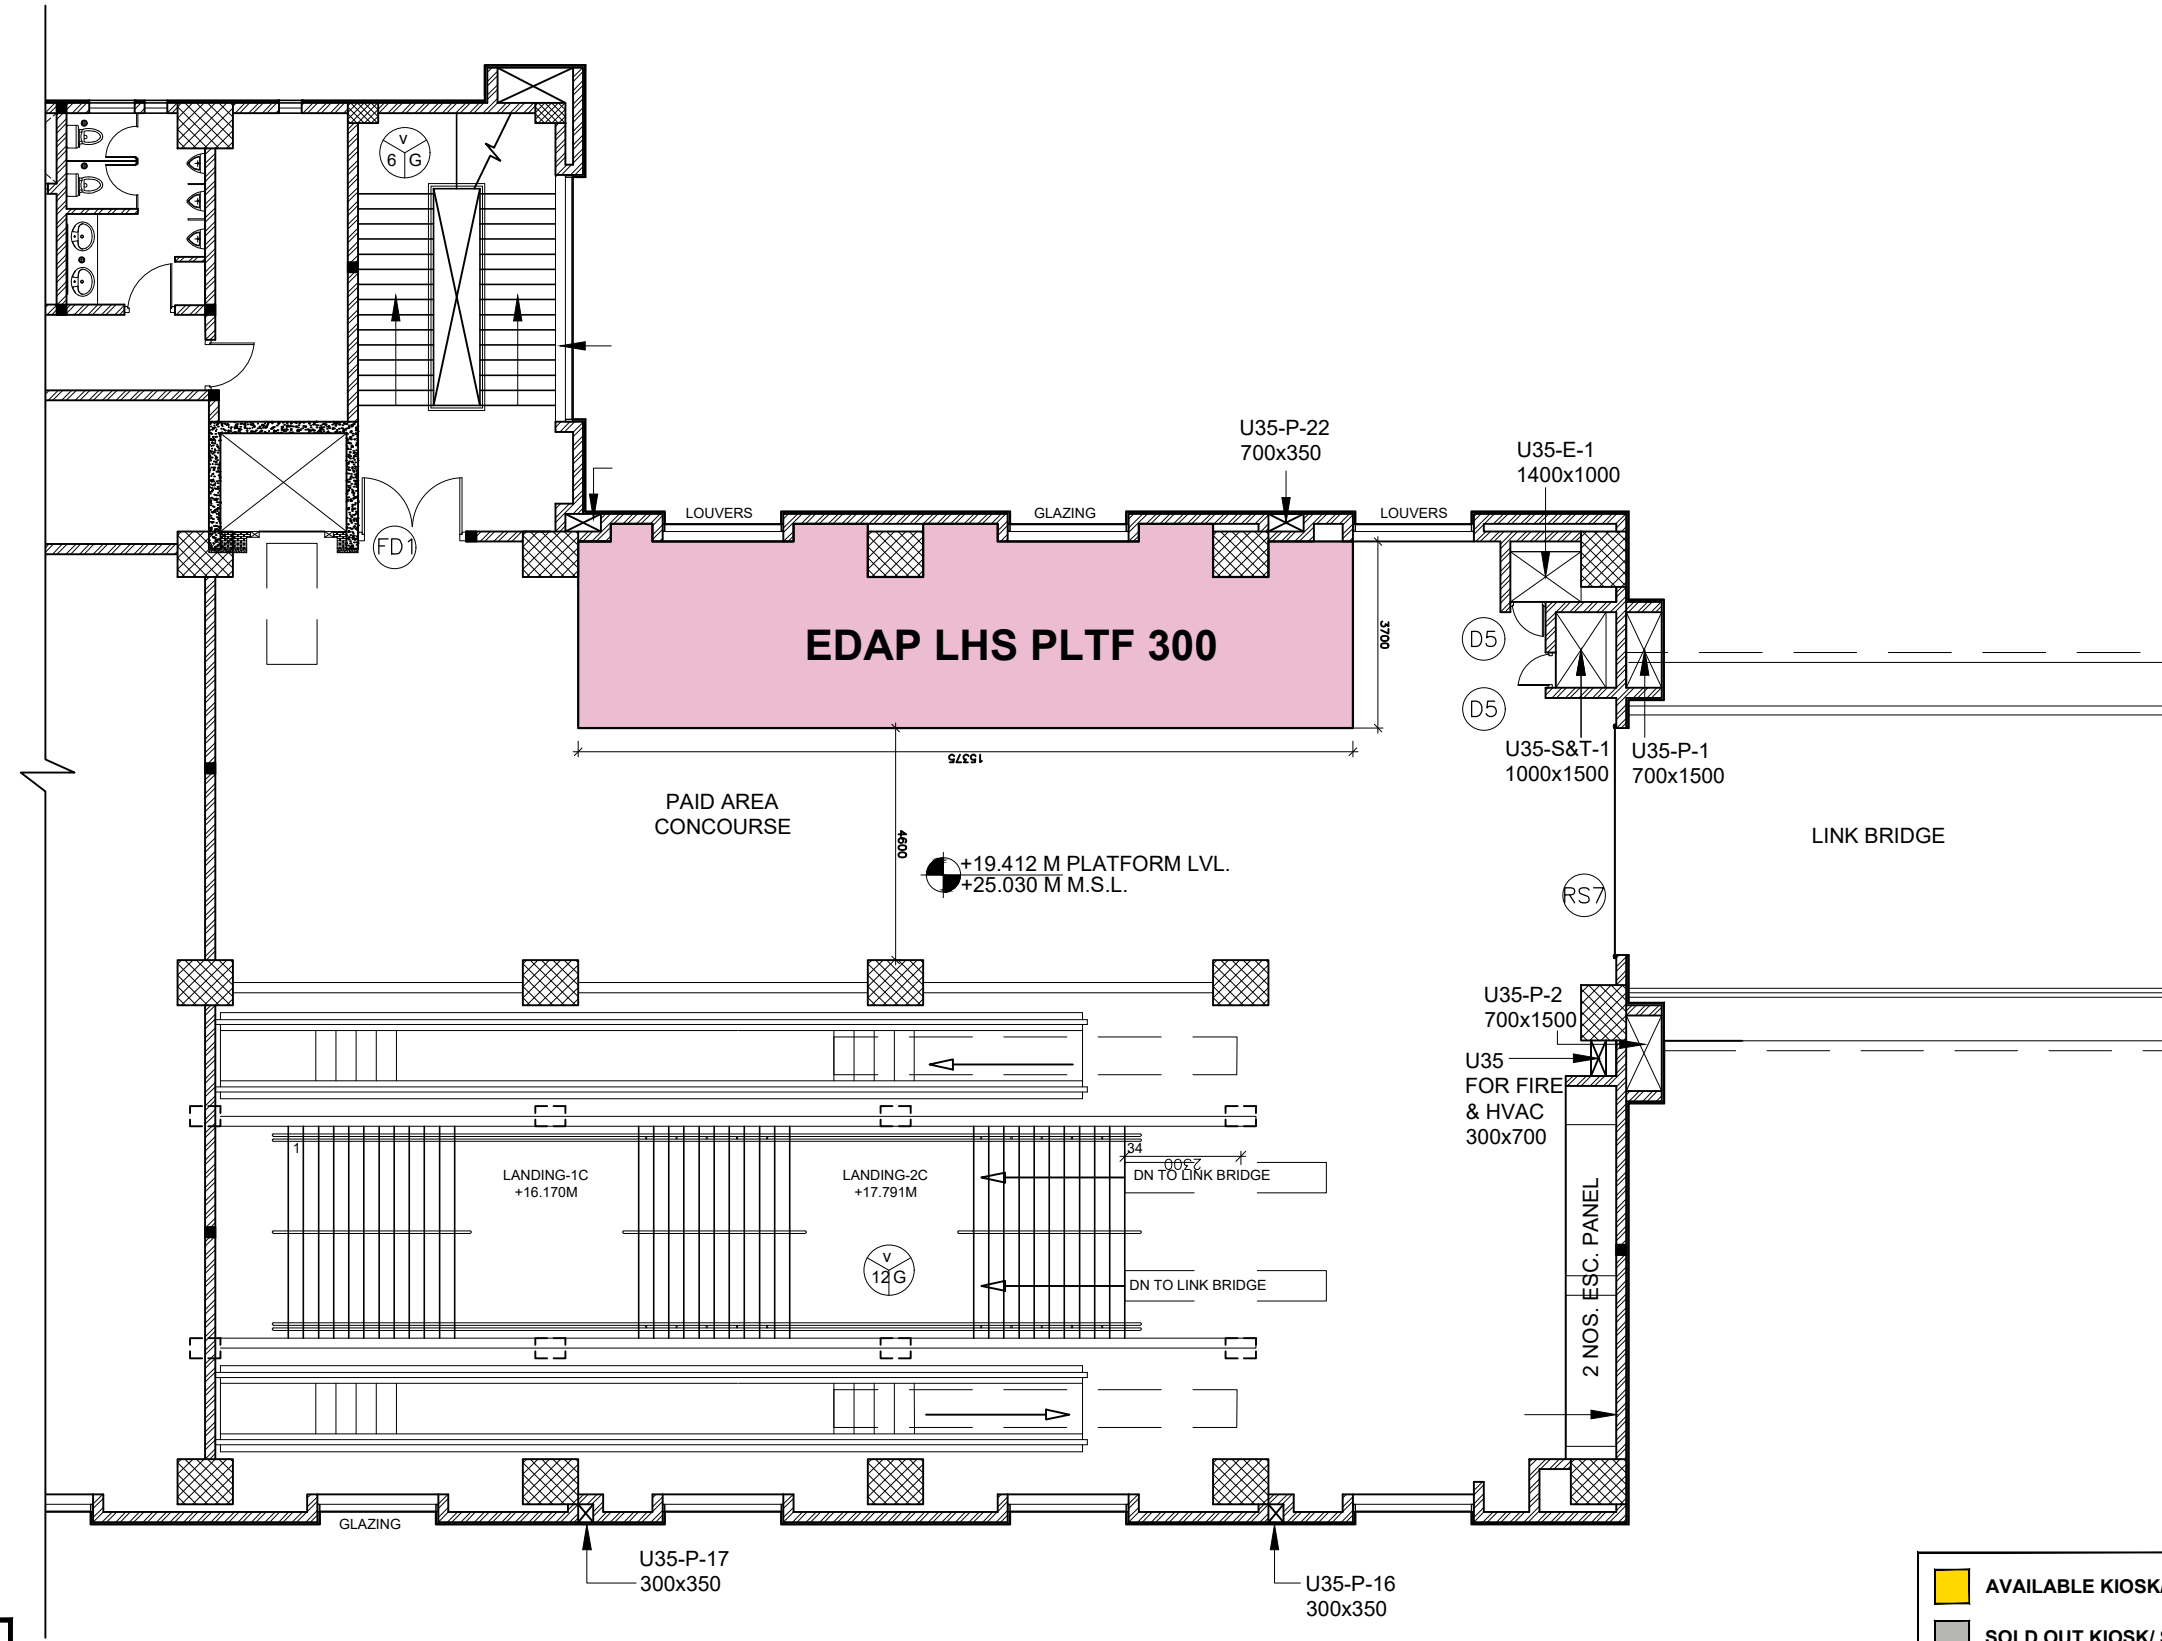 V
6 G
U35-P-22
700x350
U35-E-1
1400x1000
LOUVERS
GLAZING
LOUVERS
FD1
EDAP LHS PLTF 300
3700
D5
D5
15375
U35-S&T-1
1000x1500
U35-P-1
700x1500
PAID AREA
CONCOURSE
4600
+19.412 M PLATFORM LVL.
+25.030 M M.S.L.
LINK BRIDGE
RS7
U35-P-2
700x1500
U35
FOR FIRE
& HVAC
300x700
1
34
2300
LANDING-1C
+16.170M
LANDING-2C
+17.791M
DN TO LINK BRIDGE
V
12 G
DN TO LINK BRIDGE
2 NOS. ESC. PANEL
GLAZING
U35-P-17
300x350
U35-P-16
300x350
AVAILABLE KIOSK/
SOLD OUT KIOSK/ S